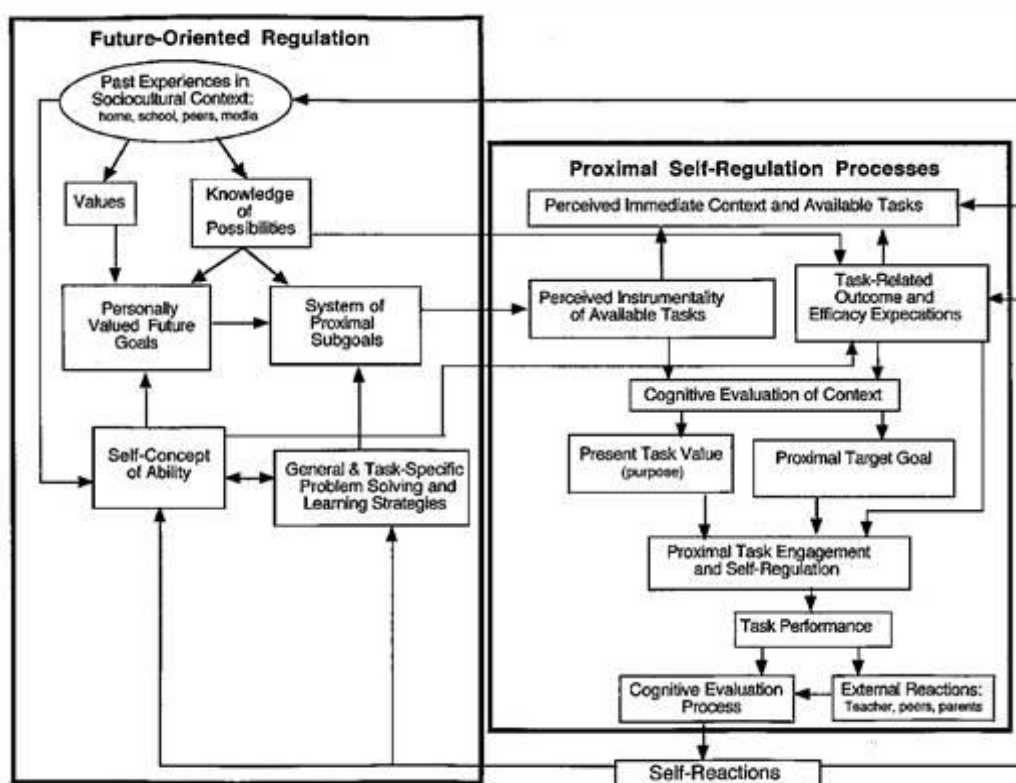 Future-Oriented Regulation
Past Experiences in
Sociocultural Context:
home, school, peers, media
Values
Knowledge
of
Possibilities
Personally
Valued Future
Goals
System of
Proximal
Subgoals
Self-Concept
of Ability
General & Task-Specific
Problem Solving and
Learning Strategies
Proximal Self-Regulation Processes
Perceived Immediate Context and Available Tasks
Perceived Instrumentality
of Available Tasks
Task-Related
Outcome and
Efficacy Expecations
Cognitive Evaluation of Context
Present Task Value
(purpose)
Proximal Target Goal
Proximal Task Engagement
and Self-Regulation
Task Performance
Cognitive Evaluation
Process
External Reactions:
Teacher, peers, parents
Self-Reactions